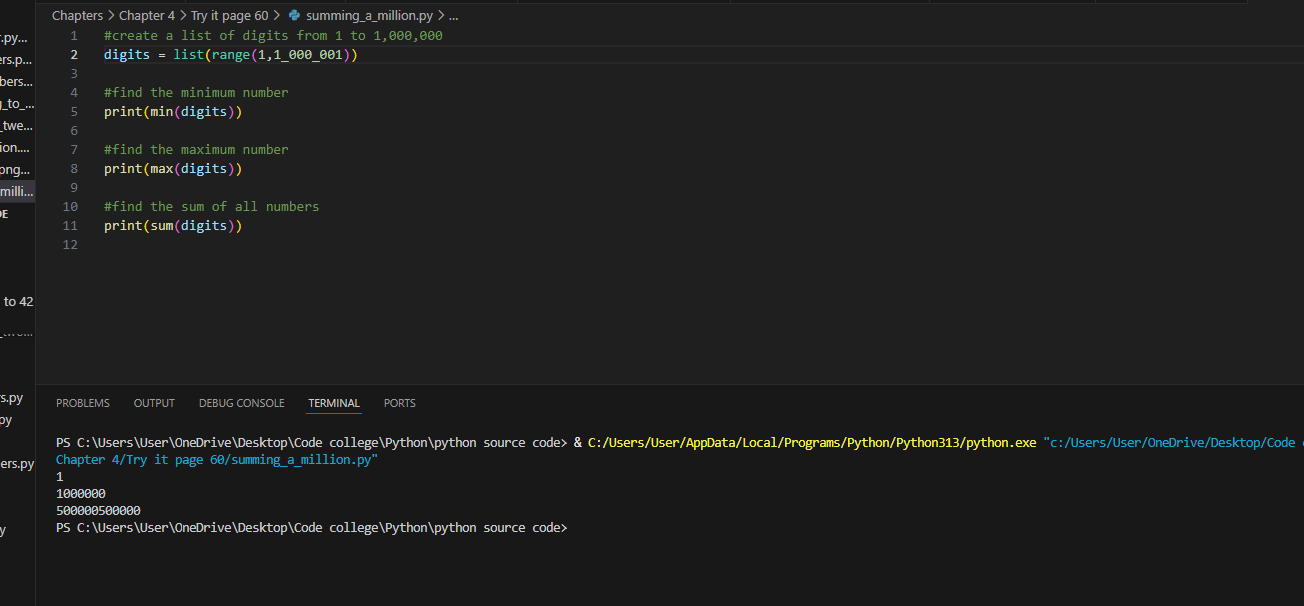 Chapters > Chapter 4 > Try it page 60 > summing_a_million.py > ...
.py...
ers.p...
bers...
g_to_...
_twe...
ion....
png...
milli...
DE
to 42
s.py
py
ers.py
y
1 #create a list of digits from 1 to 1,000,000
2 digits = list(range(1,1_000_001))
3
4 #find the minimum number
5 print(min(digits))
6
7 #find the maximum number
8 print(max(digits))
9
10 #find the sum of all numbers
11 print(sum(digits))
12
PROBLEMS OUTPUT DEBUG CONSOLE TERMINAL PORTS
PS C:\Users\User\OneDrive\Desktop\Code college\Python\python source code> & C:/Users/User/AppData/Local/Programs/Python/Python313/python.exe "c:/Users/User/OneDrive/Desktop/Code
Chapter 4/Try it page 60/summing_a_million.py"
1
1000000
500000500000
PS C:\Users\User\OneDrive\Desktop\Code college\Python\python source code>